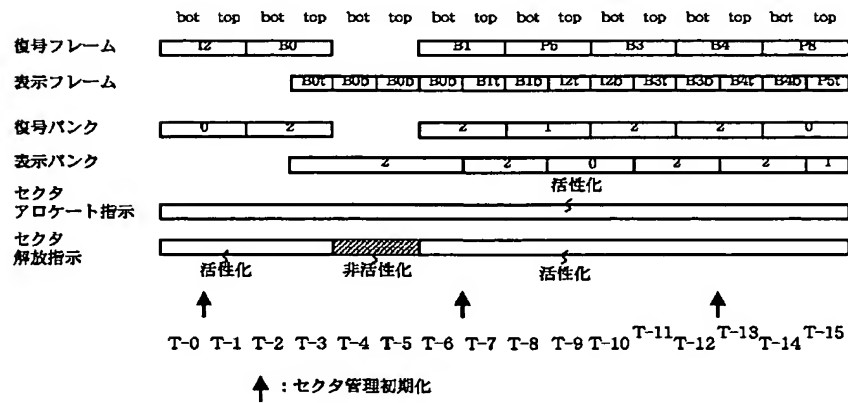 bot top bot top bot top bot top bot top bot top bot top bot top
復号フレーム I2 B0 B1 P5 B3 B4 P8
表示フレーム B0t B0b B0b B0b B1t B1b I2t I2b B3t B3b B4t B4b P5t
復号バンク 0 2 2 1 2 2 0
表示バンク 2 2 0 2 2 1
セクタ
アロケート指示
活性化
セクタ
解放指示
活性化 非活性化 活性化
T-0 T-1 T-2 T-3 T-4 T-5 T-6 T-7 T-8 T-9 T-10 T-11 T-12 T-13 T-14 T-15
:セクタ管理初期化